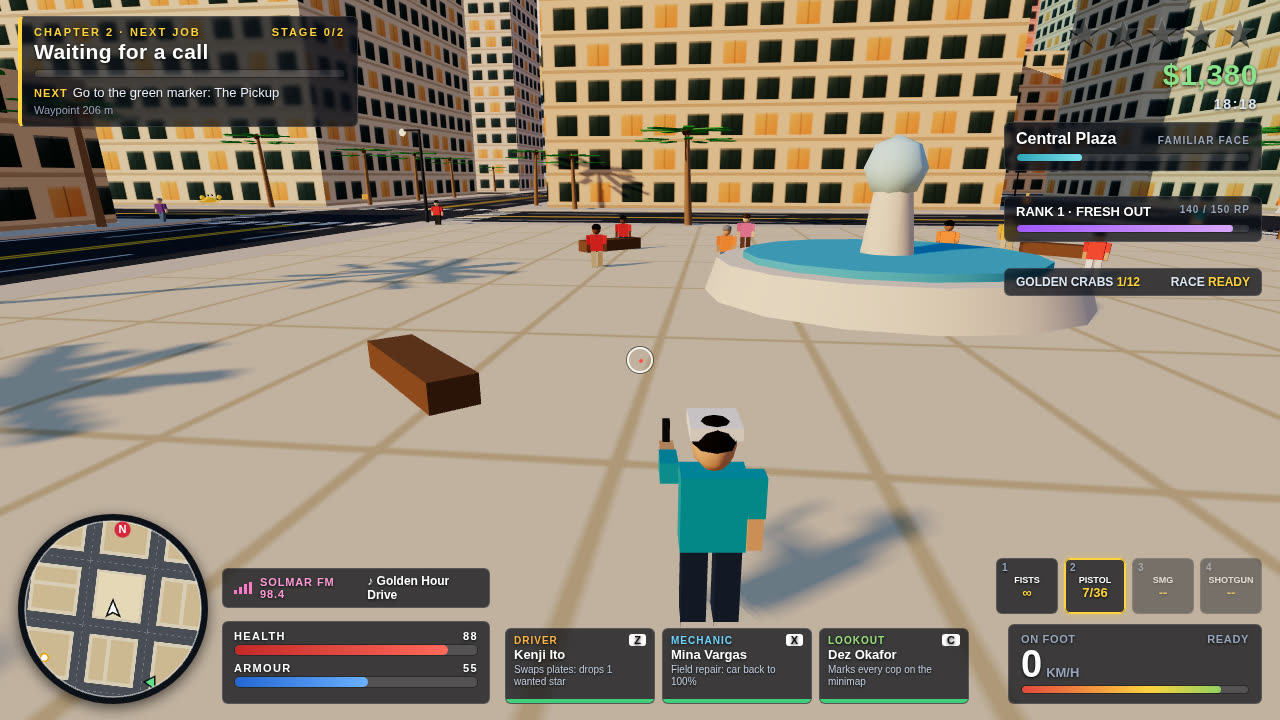 CHAPTER 2 · NEXT JOB STAGE 0/2
Waiting for a call
NEXT Go to the green marker: The Pickup
Waypoint 206 m
$1,380
18:18
Central Plaza FAMILIAR FACE
RANK 1 · FRESH OUT 140 / 150 RP
GOLDEN CRABS 1/12 RACE READY
N
SOLMAR FM
98.4
♪ Golden Hour
Drive
HEALTH 88
ARMOUR 55
DRIVER Z
Kenji Ito
Swaps plates: drops 1
wanted star
MECHANIC X
Mina Vargas
Field repair: car back to
100%
LOOKOUT C
Dez Okafor
Marks every cop on the
minimap
1
FISTS
∞
2
PISTOL
7/36
3
SMG
--
4
SHOTGUN
--
ON FOOT READY
0 KM/H